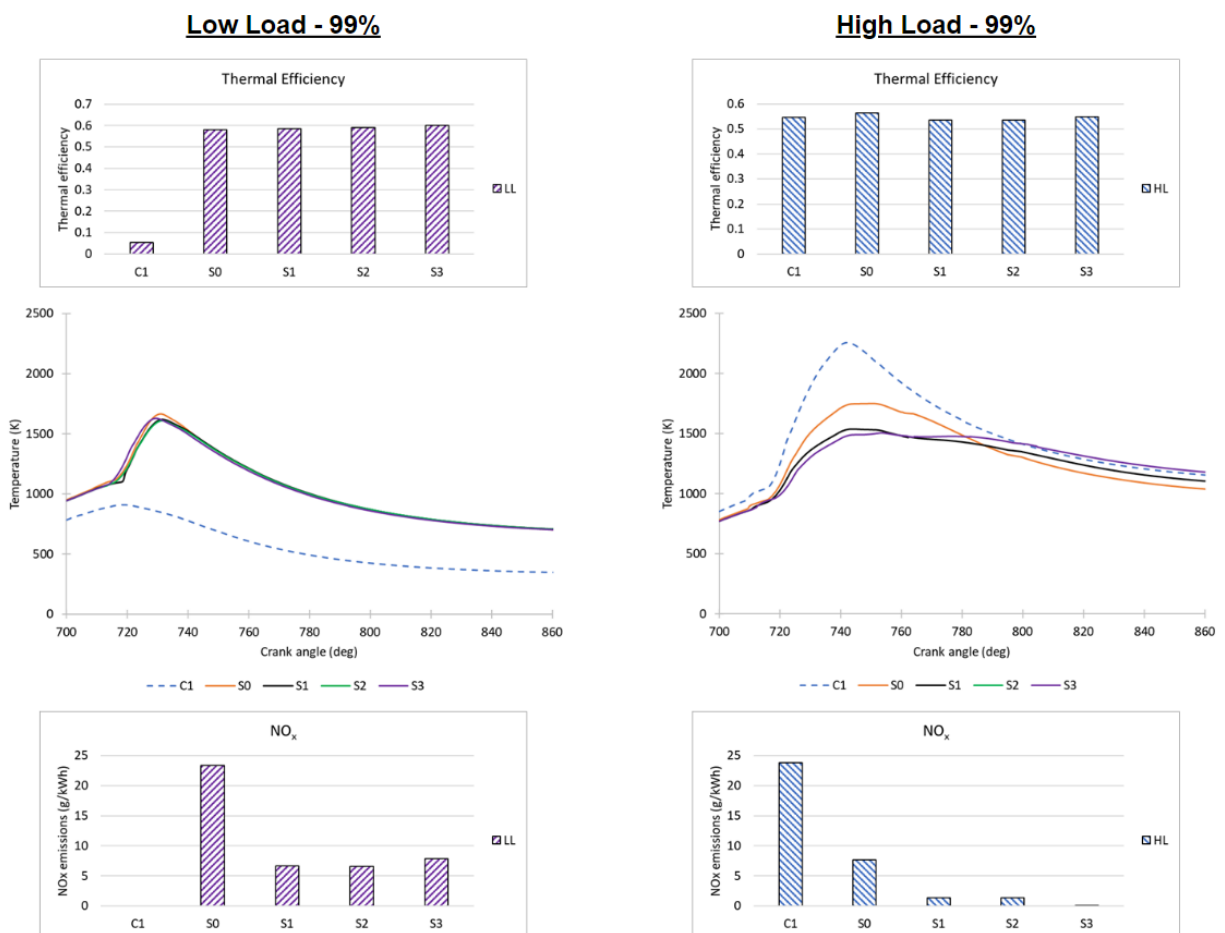 Low Load - 99%
High Load - 99%
Thermal Efficiency
Thermal efficiency
0.7
0.6
0.5
0.4
0.3
0.2
0.1
0
C1 S0 S1 S2 S3
LL
Thermal Efficiency
Thermal efficiency
0.6
0.5
0.4
0.3
0.2
0.1
0
C1 S0 S1 S2 S3
HL
Temperature (K)
2500
2000
1500
1000
500
0
700 720 740 760 780 800 820 840 860
Crank angle (deg)
C1 S0 S1 S2 S3
Temperature (K)
2500
2000
1500
1000
500
0
700 720 740 760 780 800 820 840 860
Crank angle (deg)
C1 S0 S1 S2 S3
NOx
NOx emissions (g/kWh)
25
20
15
10
5
0
C1 S0 S1 S2 S3
LL
NOx
NOx emissions (g/kWh)
25
20
15
10
5
0
C1 S0 S1 S2 S3
HL